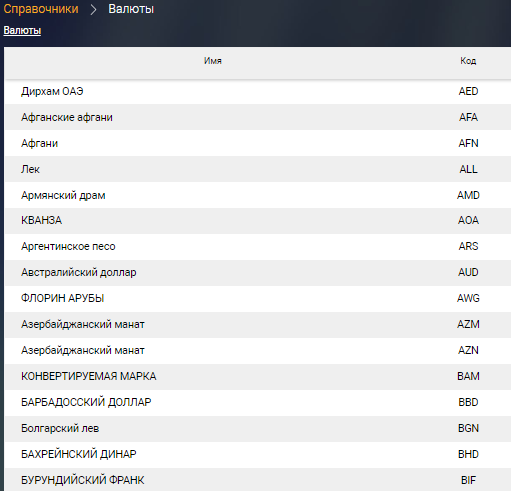 Справочники > Валюты
Валюты
Имя Код
Дирхам ОАЭ AED
Афганские афгани AFA
Афгани AFN
Лек ALL
Армянский драм AMD
КВАНЗА AOA
Аргентинское песо ARS
Австралийский доллар AUD
ФЛОРИН АРУБЫ AWG
Азербайджанский манат AZM
Азербайджанский манат AZN
КОНВЕРТИРУЕМАЯ МАРКА BAM
БАРБАДОССКИЙ ДОЛЛАР BBD
Болгарский лев BGN
БАХРЕЙНСКИЙ ДИНАР BHD
БУРУНДИЙСКИЙ ФРАНК BIF